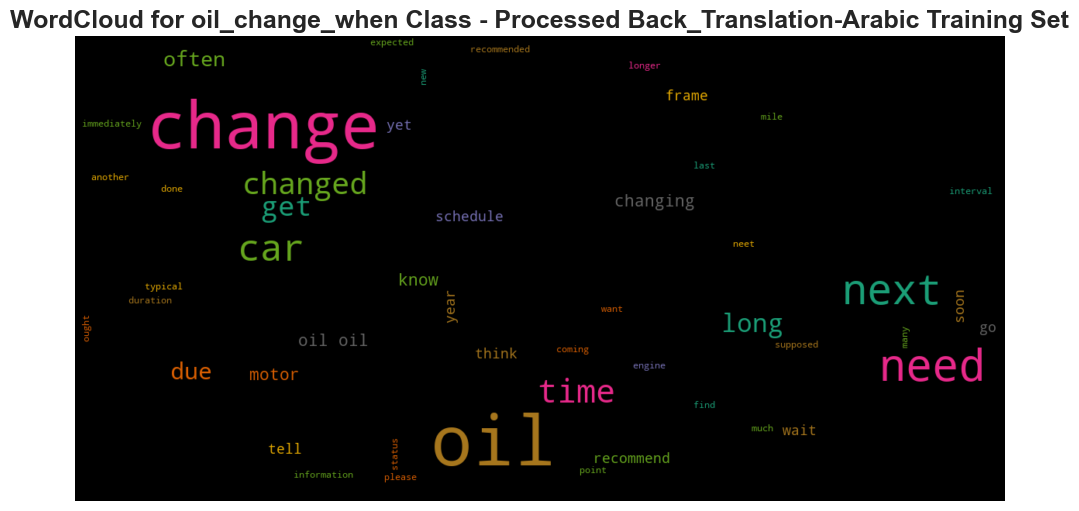 WordCloud for oil_change_when Class - Processed Back_Translation-Arabic Training Set
expected
recommended
often
longer
new
frame
mile
immediately
change
yet
last
another
changed
done
interval
get
changing
schedule
car
neet
know
typical
next
duration
year
soon
want
long
go
ought
oil oil
many
supposed
think
coming
due
motor
engine
need
time
find
much
wait
oil
tell
status
recommend
point
information
please